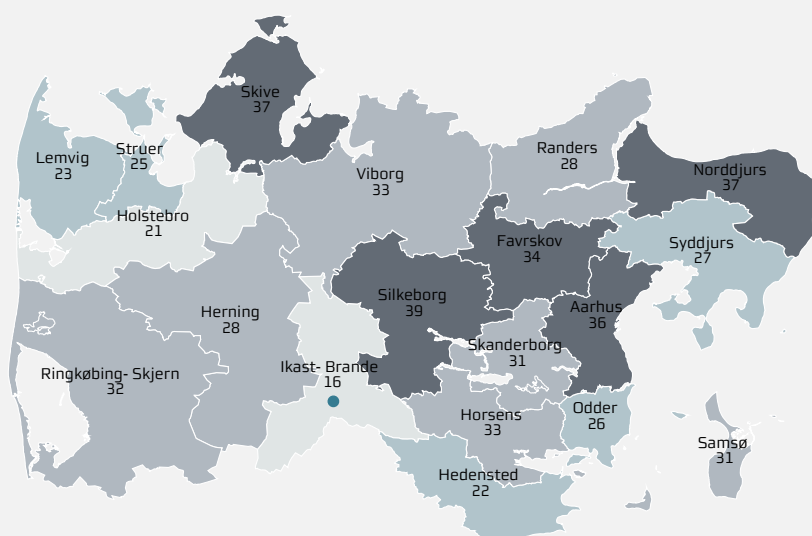 Skive
37
Lemvig
23
Struer
25
Holstebro
21
Viborg
33
Randers
28
Norddjurs
37
Favrskov
34
Syddjurs
27
Silkeborg
39
Aarhus
36
Herning
28
Skanderborg
31
Ringkøbing- Skjern
32
Ikast- Brande
16
Horsens
33
Odder
26
Samsø
31
Hedensted
22